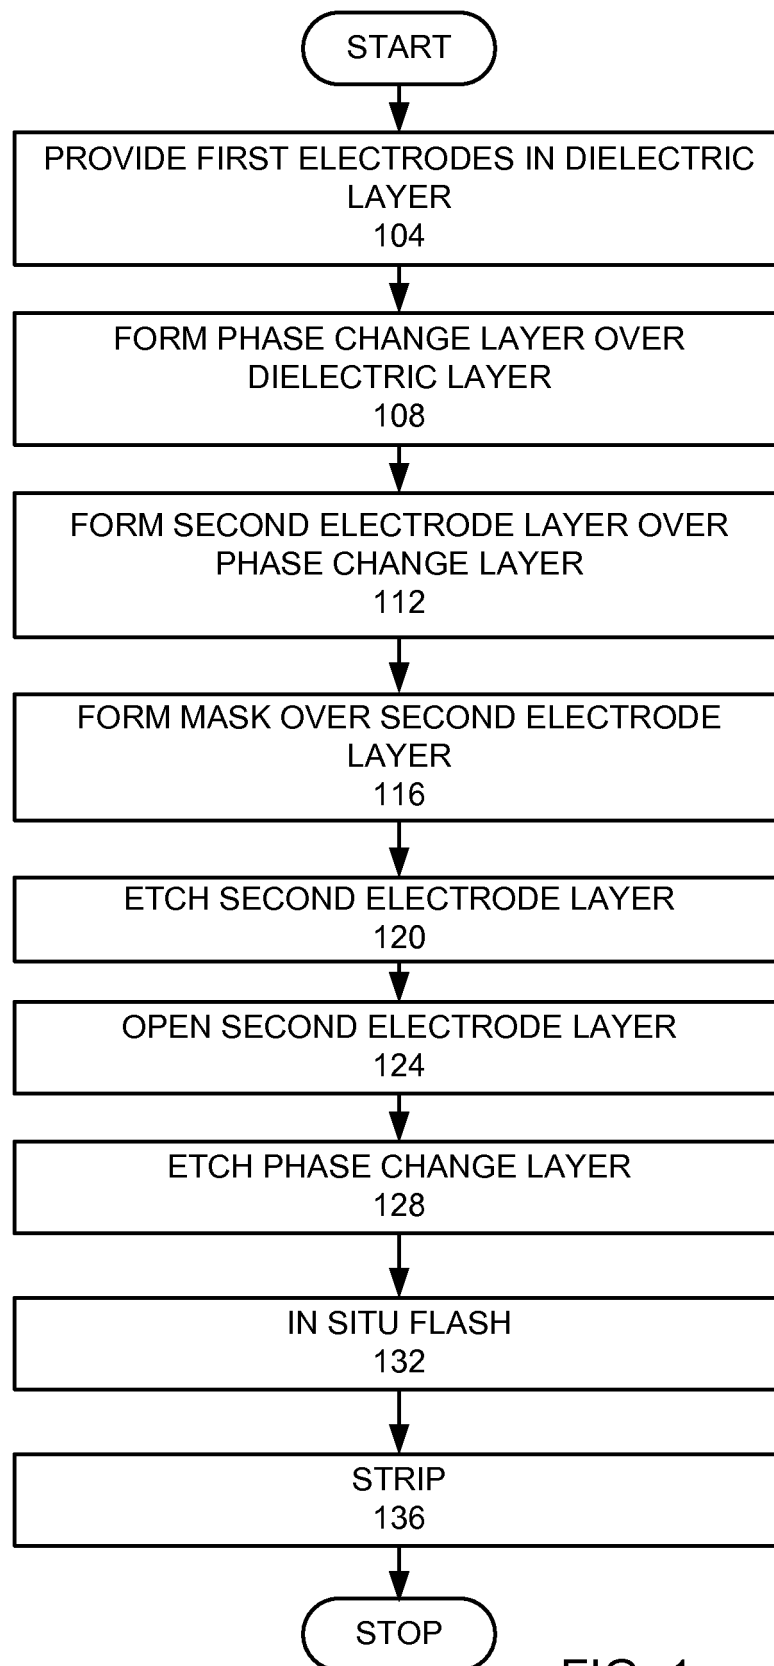 START
PROVIDE FIRST ELECTRODES IN DIELECTRIC
LAYER
104
FORM PHASE CHANGE LAYER OVER
DIELECTRIC LAYER
108
FORM SECOND ELECTRODE LAYER OVER
PHASE CHANGE LAYER
112
FORM MASK OVER SECOND ELECTRODE
LAYER
116
ETCH SECOND ELECTRODE LAYER
120
OPEN SECOND ELECTRODE LAYER
124
ETCH PHASE CHANGE LAYER
128
IN SITU FLASH
132
STRIP
136
STOP
FIG. 1